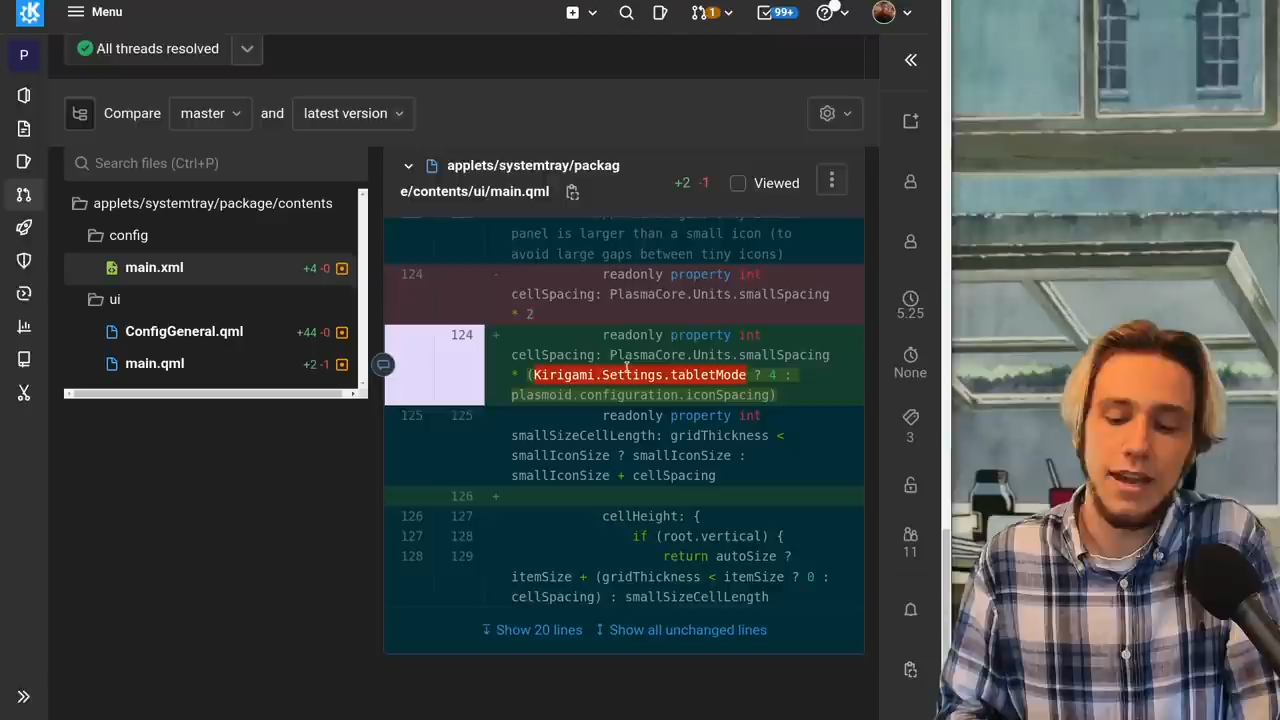 Menu
1
99+
P
All threads resolved
Compare master and latest version
Search files (Ctrl+P)
applets/systemtray/package/contents
config
main.xml +4 -0
ui
ConfigGeneral.qml +44 -0
main.qml +2 -1
applets/systemtray/packag
e/contents/ui/main.qml
+2 -1
Viewed
panel is larger than a small icon (to
avoid large gaps between tiny icons)
124 - readonly property int
cellSpacing: PlasmaCore.Units.smallSpacing
* 2
124 + readonly property int
cellSpacing: PlasmaCore.Units.smallSpacing
* (Kirigami.Settings.tabletMode ? 4 :
plasmoid.configuration.iconSpacing)
125 125 readonly property int
smallSizeCellLength: gridThickness <
smallIconSize ? smallIconSize :
smallIconSize + cellSpacing
126 +
126 127 cellHeight: {
127 128 if (root.vertical) {
128 129 return autoSize ?
itemSize + (gridThickness < itemSize ? 0 :
cellSpacing) : smallSizeCellLength
Show 20 lines Show all unchanged lines
5.25
None
3
11